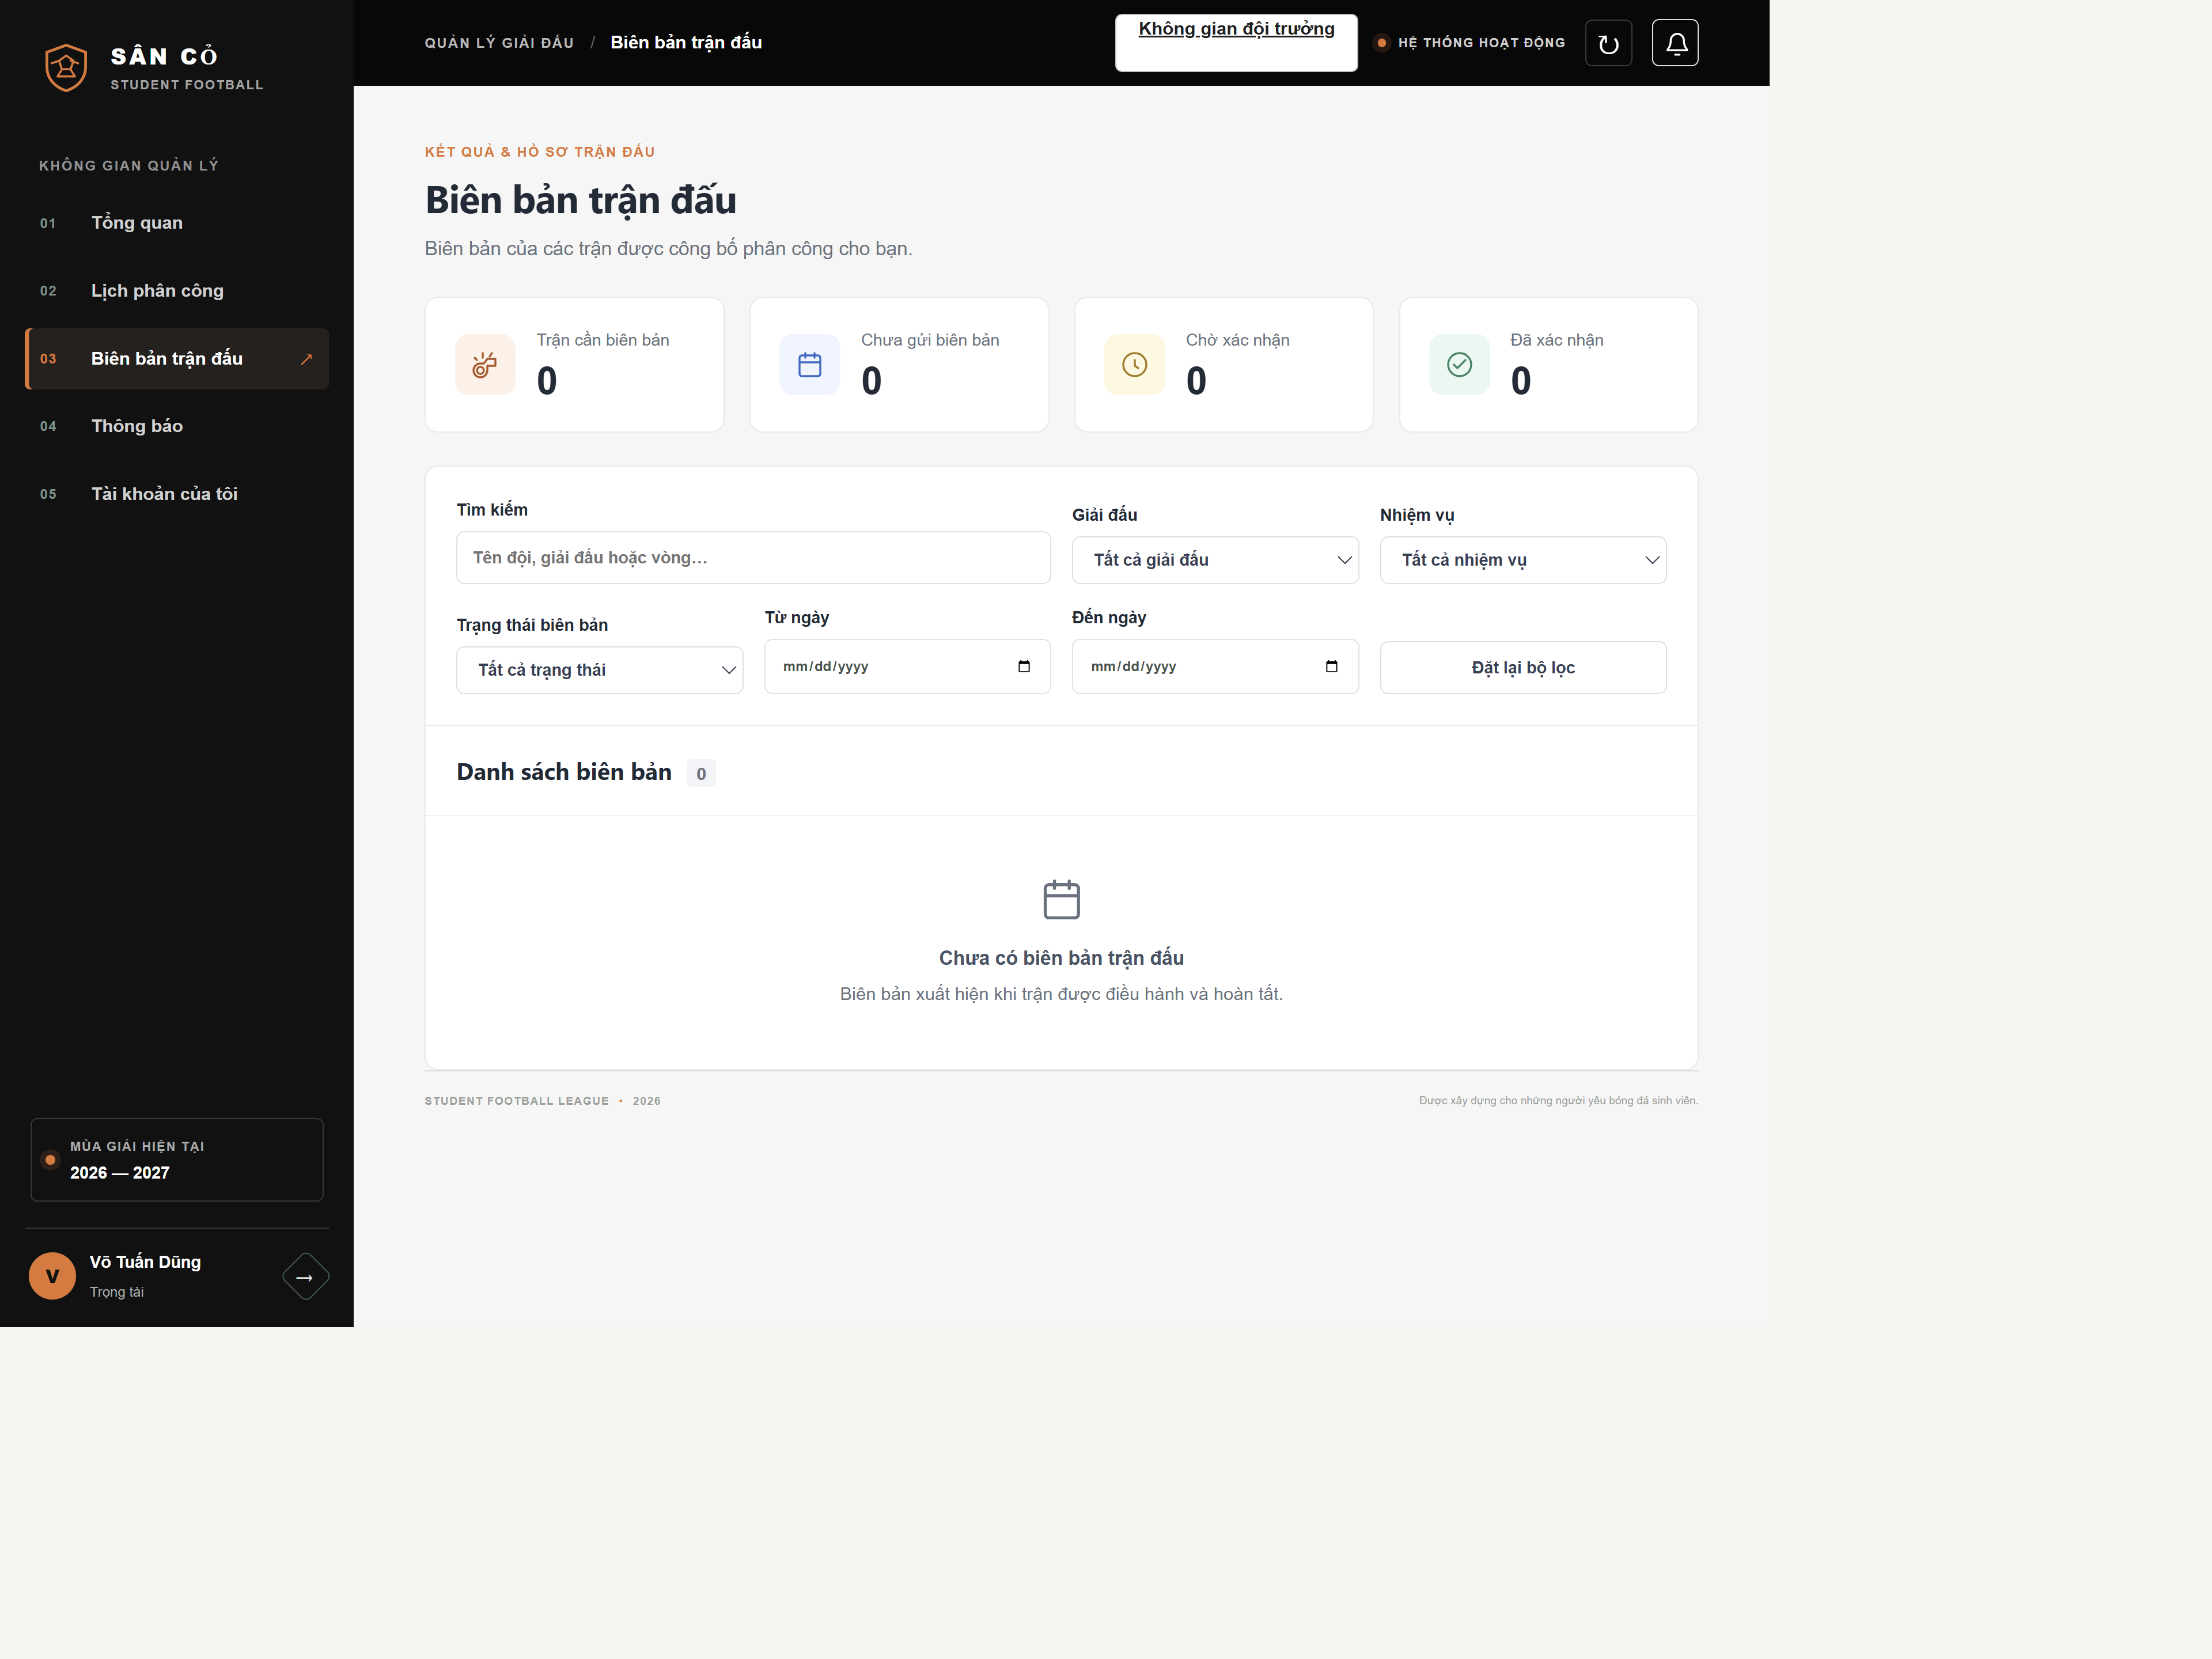 SÂN CỎ
STUDENT FOOTBALL
KHÔNG GIAN QUẢN LÝ
01 Tổng quan
02 Lịch phân công
03 Biên bản trận đấu ↗
04 Thông báo
05 Tài khoản của tôi
MÙA GIẢI HIỆN TẠI
2026 — 2027
V
Võ Tuấn Dũng
Trọng tài
→
QUẢN LÝ GIẢI ĐẤU / Biên bản trận đấu
Không gian đội trưởng
HỆ THỐNG HOẠT ĐỘNG
↻
KẾT QUẢ & HỒ SƠ TRẬN ĐẤU
Biên bản trận đấu
Biên bản của các trận được công bố phân công cho bạn.
Trận cần biên bản
0
Chưa gửi biên bản
0
Chờ xác nhận
0
Đã xác nhận
0
Tìm kiếm
Tên đội, giải đấu hoặc vòng...
Giải đấu
Tất cả giải đấu
Nhiệm vụ
Tất cả nhiệm vụ
Trạng thái biên bản
Tất cả trạng thái
Từ ngày
mm/dd/yyyy
Đến ngày
mm/dd/yyyy
Đặt lại bộ lọc
Danh sách biên bản 0
Chưa có biên bản trận đấu
Biên bản xuất hiện khi trận được điều hành và hoàn tất.
STUDENT FOOTBALL LEAGUE • 2026
Được xây dựng cho những người yêu bóng đá sinh viên.